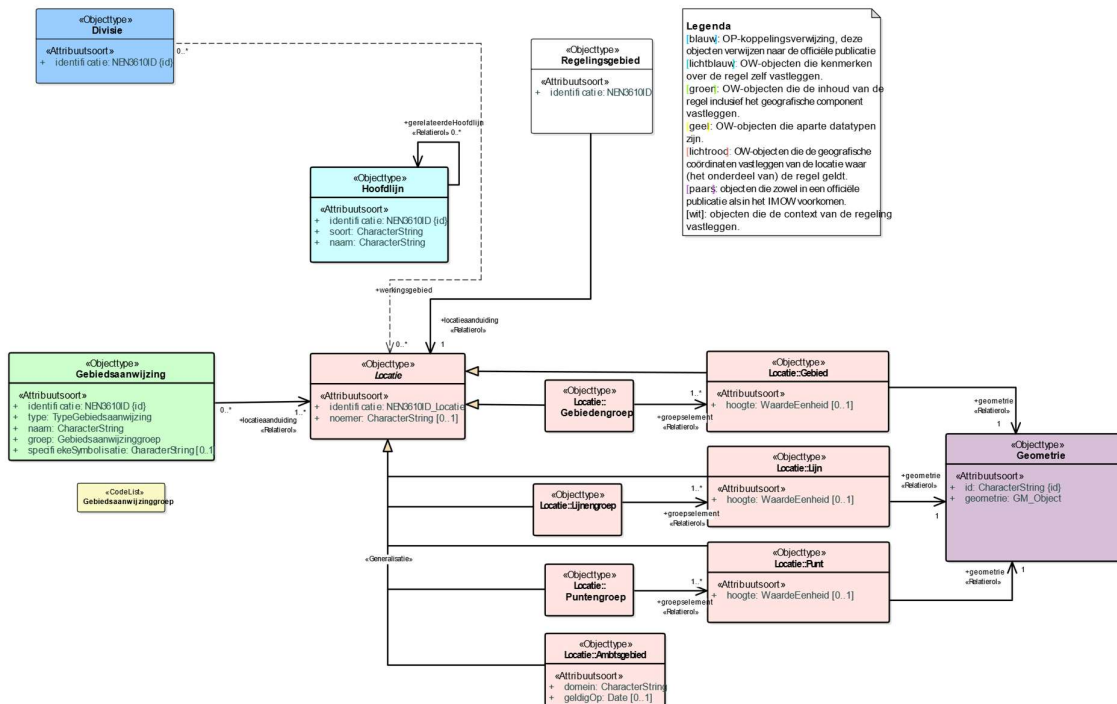 «Objecttype»
Divisie
«Attribuutsoort»
+ identificatie: NEN3610ID {id}
0..*
«Objecttype»
Regelingsgebied
«Attribuutsoort»
+ identificatie: NEN3610ID
Legenda
[blauw]: OP-koppelingsverwijzing, deze
objecten verwijzen naar de officiële publicatie
[lichtblauw]: OW-objecten die kenmerken
over de regel zelf vastleggen.
[groen]: OW-objecten die de inhoud van de
regel inclusief het geografische component
vastleggen.
[geel]: OW-objecten die aparte datatypen
zijn.
[lichtrood]: OW-objecten die de geografische
coördinaten vastleggen van de locatie waar
(het onderdeel van) de regel geldt.
[paars]: objecten die zowel in een officiële
publicatie als in het IMOW voorkomen.
[wit]: objecten die de context van de regeling
vastleggen.
+gerelateerdeHoofdlijn
«Relatierol» 0..*
«Objecttype»
Hoofdlijn
«Attribuutsoort»
+ identificatie: NEN3610ID {id}
+ soort: CharacterString
+ naam: CharacterString
+werkingsgebied
0..*
+locatieaanduiding
«Relatierol»
1
«Objecttype»
Gebiedsaanwijzing
«Attribuutsoort»
+ identificatie: NEN3610ID {id}
+ type: TypeGebiedsaanwijzing
+ naam: CharacterString
+ groep: Gebiedsaanwijzinggroep
+ specifiekeSymbolisatie: CharacterString [0..1
0..*
+locatieaanduiding
«Relatierol»
1..*
«Objecttype»
Locatie
«Attribuutsoort»
+ identificatie: NEN3610ID_Locatie
+ noemer: CharacterString [0..1]
«CodeList»
Gebiedsaanwijzinggroep
«Objecttype»
Locatie::
Gebiedengroep
+groepselement
«Relatierol»
1..*
«Objecttype»
Locatie::Gebied
«Attribuutsoort»
+ hoogte: WaardeEenheid [0..1]
+geometrie
«Relatierol»
1
«Objecttype»
Geometrie
«Attribuutsoort»
+ id: CharacterString {id}
+ geometrie: GM_Object
«Objecttype»
Locatie::Lijnengroep
+groepselement
«Relatierol»
1..*
«Objecttype»
Locatie::Lijn
«Attribuutsoort»
+ hoogte: WaardeEenheid [0..1]
+geometrie
«Relatierol»
1
«Generalisatie»
«Objecttype»
Locatie::
Puntengroep
+groepselement
«Relatierol»
1..*
«Objecttype»
Locatie::Punt
«Attribuutsoort»
+ hoogte: WaardeEenheid [0..1]
+geometrie
«Relatierol»
1
«Objecttype»
Locatie::Ambtsgebied
«Attribuutsoort»
+ domein: CharacterString
+ geldigOp: Date [0..1]